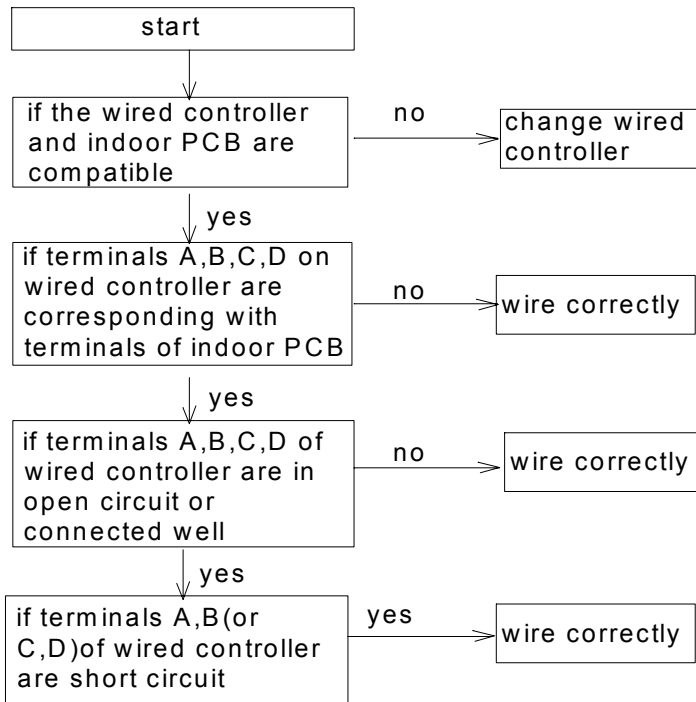 start
if the wired controller
and indoor PCB are
compatible
no
change wired
controller
yes
if terminals A,B,C,D on
wired controller are
corresponding with
terminals of indoor PCB
no
wire correctly
yes
if terminals A,B,C,D of
wired controller are in
open circuit or
connected well
no
wire correctly
yes
if terminals A,B(or
C,D)of wired controller
are short circuit
yes
wire correctly